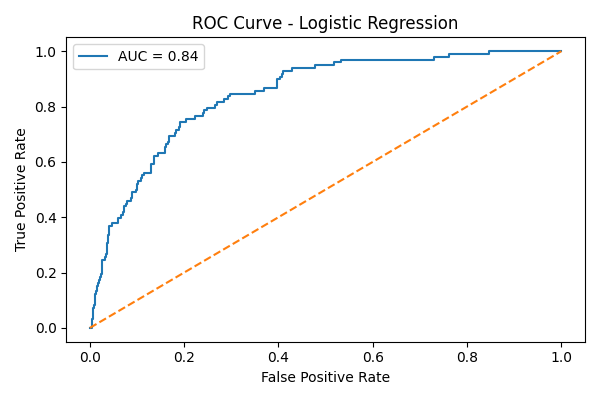 ROC Curve - Logistic Regression
AUC = 0.84
True Positive Rate
1.0
0.8
0.6
0.4
0.2
0.0
0.0 0.2 0.4 0.6 0.8 1.0
False Positive Rate